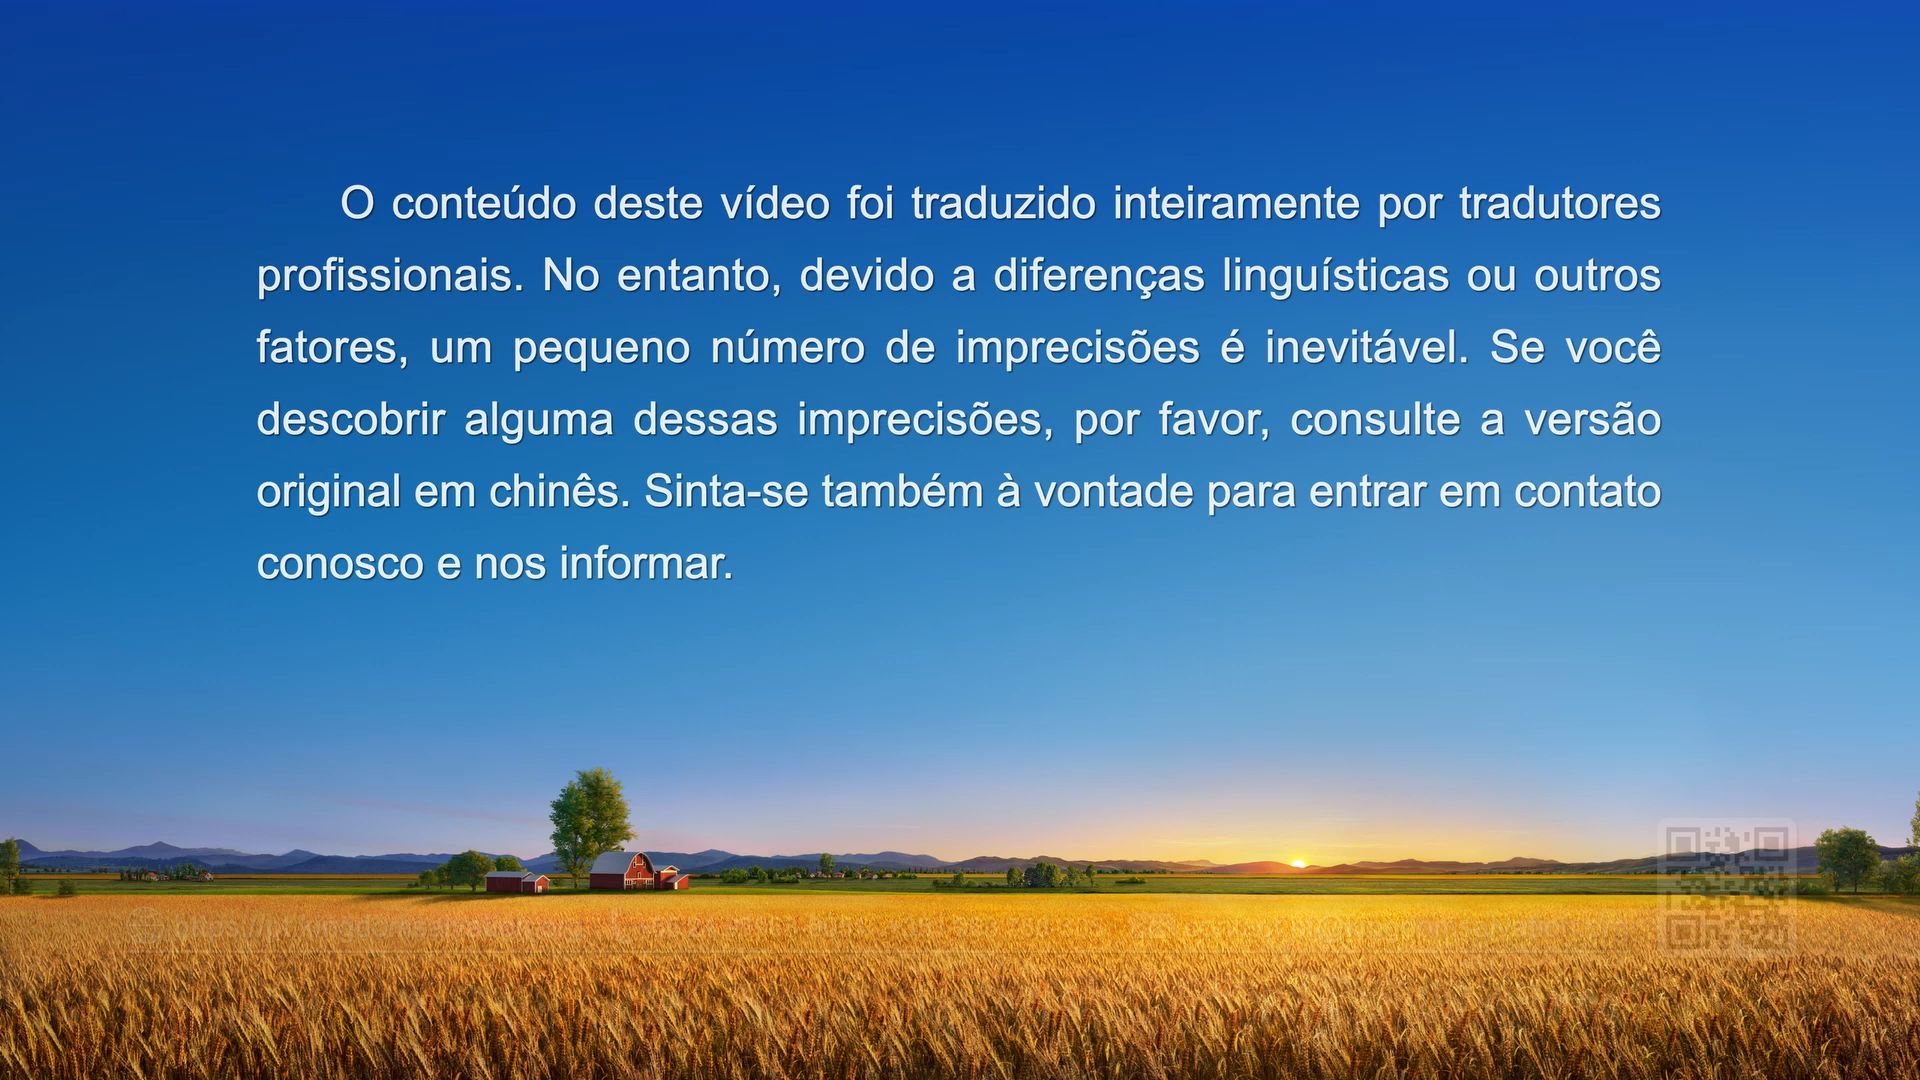 O conteúdo deste vídeo foi traduzido inteiramente por tradutores
profissionais. No entanto, devido a diferenças linguísticas ou outros
fatores, um pequeno número de imprecisões é inevitável. Se você
descobrir alguma dessas imprecisões, por favor, consulte a versão
original em chinês. Sinta-se também à vontade para entrar em contato
conosco e nos informar.